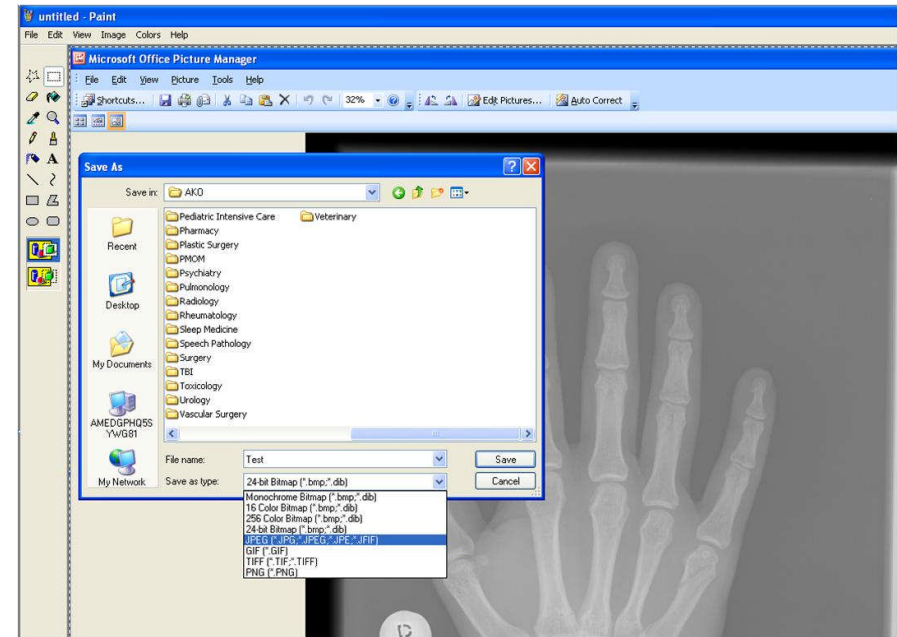 untitled - Paint
File Edit View Image Colors Help
Microsoft Office Picture Manager
File Edit View Picture Tools Help
Shortcuts... 32% Edit Pictures... Auto Correct
Save As
Save in: AKO
Recent
Desktop
My Documents
AMEDGPHQ5S
YWG81
My Network
Pediatric Intensive Care Veterinary
Pharmacy
Plastic Surgery
PMOM
Psychiatry
Pulmonology
Radiology
Rheumatology
Sleep Medicine
Speech Pathology
Surgery
TBI
Toxicology
Urology
Vascular Surgery
File name: Test Save
Save as type: 24-bit Bitmap (*.bmp;*.dib) Cancel
Monochrome Bitmap (*.bmp;*.dib)
16 Color Bitmap (*.bmp;*.dib)
256 Color Bitmap (*.bmp;*.dib)
24-bit Bitmap (*.bmp;*.dib)
JPEG (*.JPG;*.JPEG;*.JPE;*.JFIF)
GIF (*.GIF)
TIFF (*.TIF;*.TIFF)
PNG (*.PNG)